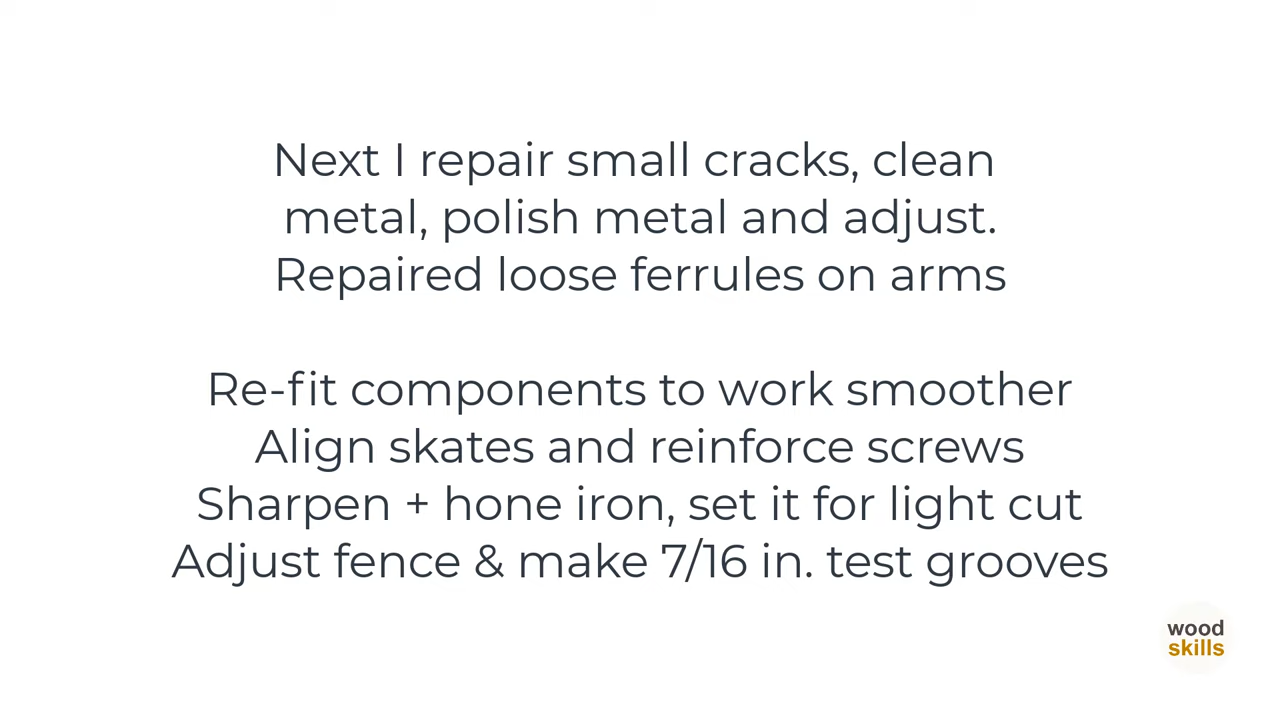 Next I repair small cracks, clean
metal, polish metal and adjust.
Repaired loose ferrules on arms
Re-fit components to work smoother
Align skates and reinforce screws
Sharpen + hone iron, set it for light cut
Adjust fence & make 7/16 in. test grooves
wood
skills